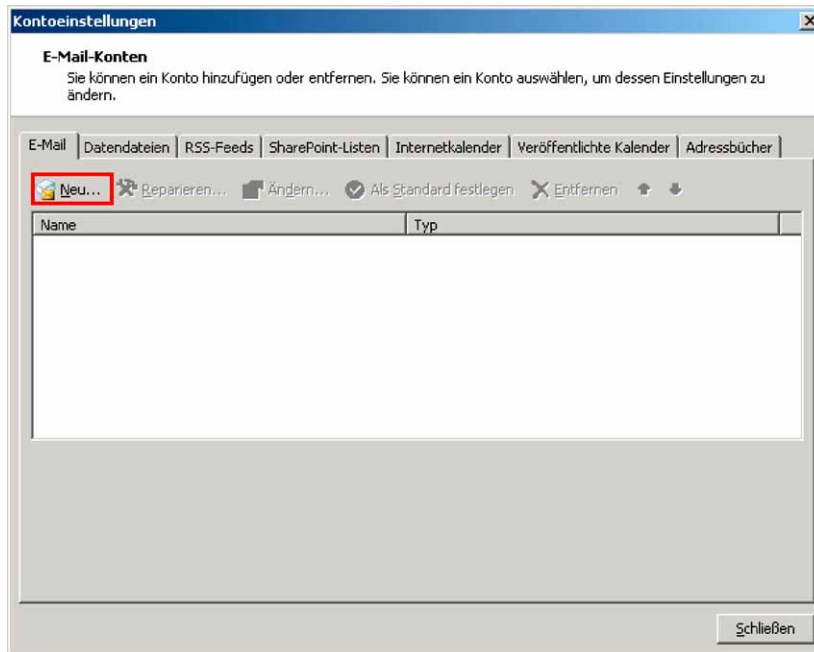 Kontoeinstellungen
E-Mail-Konten
Sie können ein Konto hinzufügen oder entfernen. Sie können ein Konto auswählen, um dessen Einstellungen zu
ändern.
E-Mail Datendateien RSS-Feeds SharePoint-Listen Internetkalender Veröffentlichte Kalender Adressbücher
Neu... Reparieren... Ändern... Als Standard festlegen Entfernen
Name Typ
Schließen